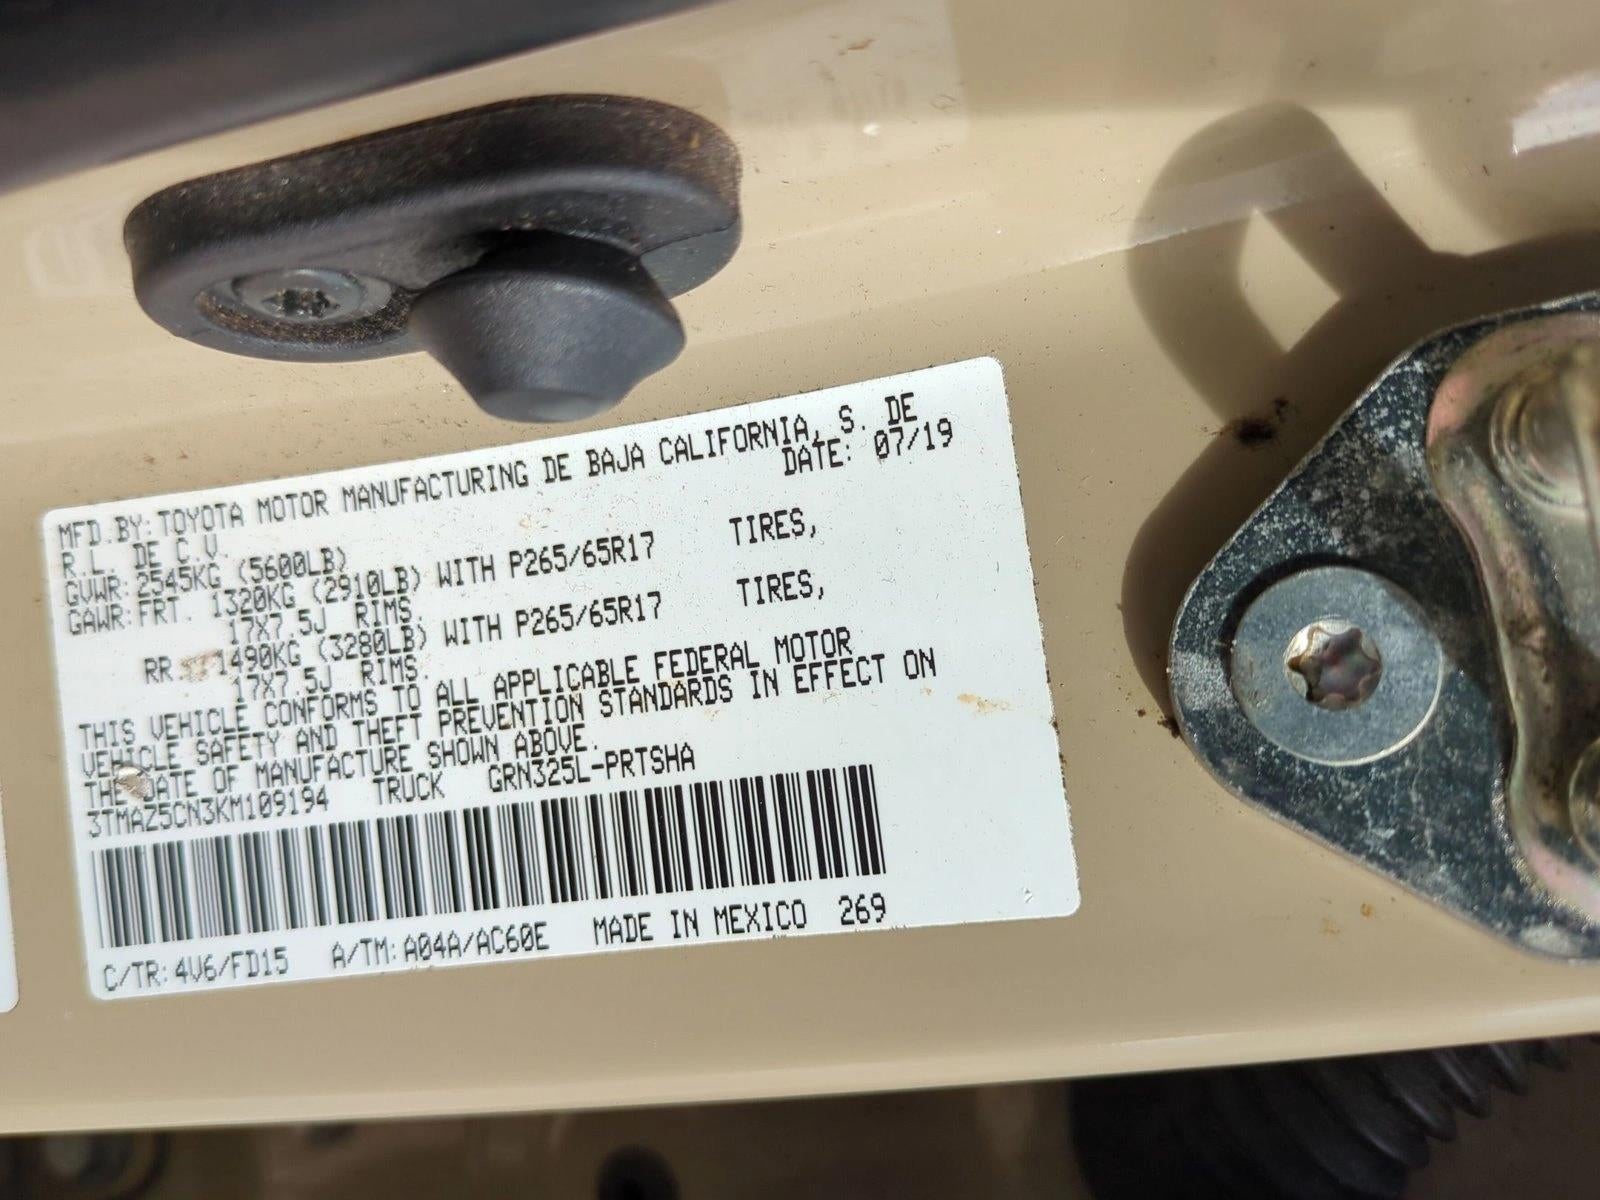 MFD.BY:TOYOTA MOTOR MANUFACTURING DE BAJA CALIFORNIA, S. DE
R.L. DE C.V. DATE: 07/19
GVWR:2545KG (5600LB)
GAWR:FRT. 1320KG (2910LB) WITH P265/65R17 TIRES,
17X7.5J RIMS.
RR. 1490KG (3280LB) WITH P265/65R17 TIRES,
17X7.5J RIMS.
THIS VEHICLE CONFORMS TO ALL APPLICABLE FEDERAL MOTOR
VEHICLE SAFETY AND THEFT PREVENTION STANDARDS IN EFFECT ON
THE DATE OF MANUFACTURE SHOWN ABOVE.
3TMAZ5CN3KM109194 TRUCK GRN325L-PRTSHA
C/TR:4V6/FD15 A/TM:A04A/AC60E MADE IN MEXICO 269